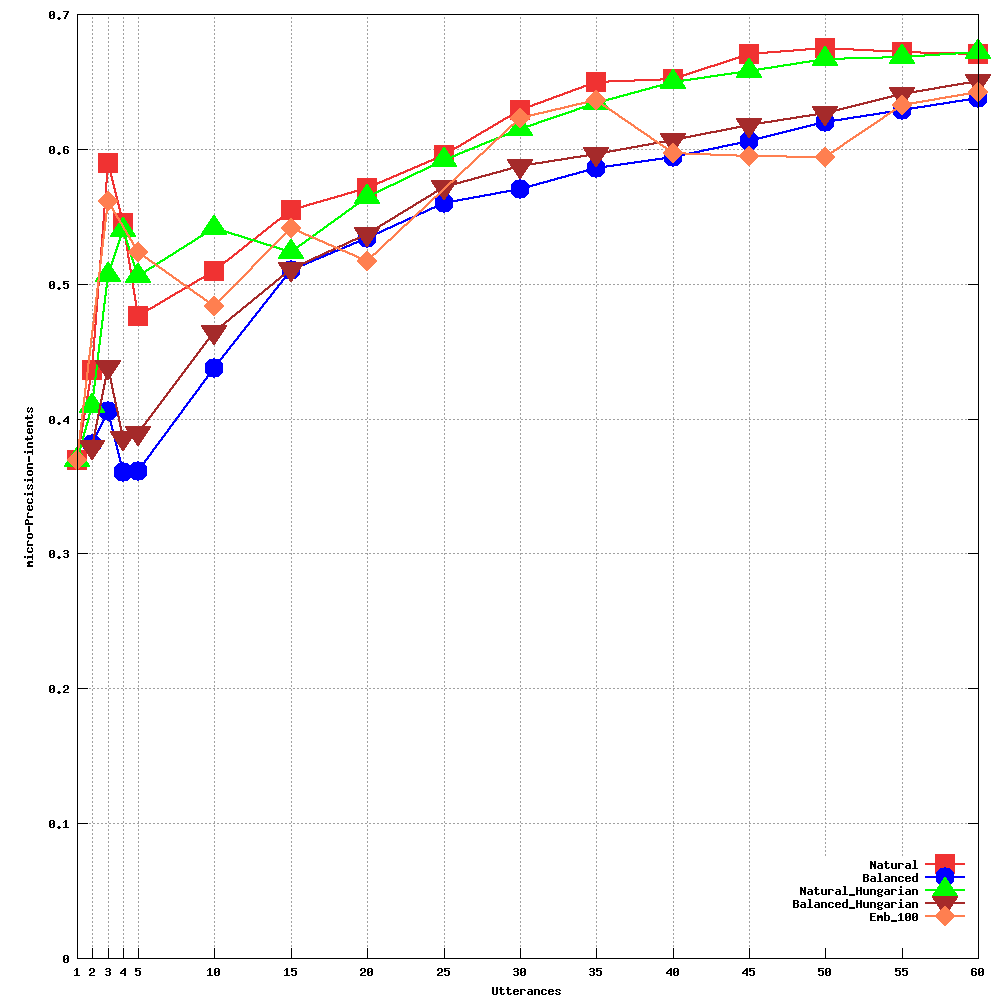 0.7
0.6
0.5
0.4
0.3
0.2
0.1
0
micro-Precision-intents
Natural
Balanced
Natural_Hungarian
Balanced_Hungarian
Emb_100
1 2 3 4 5 10 15 20 25 30 35 40 45 50 55 60
Utterances